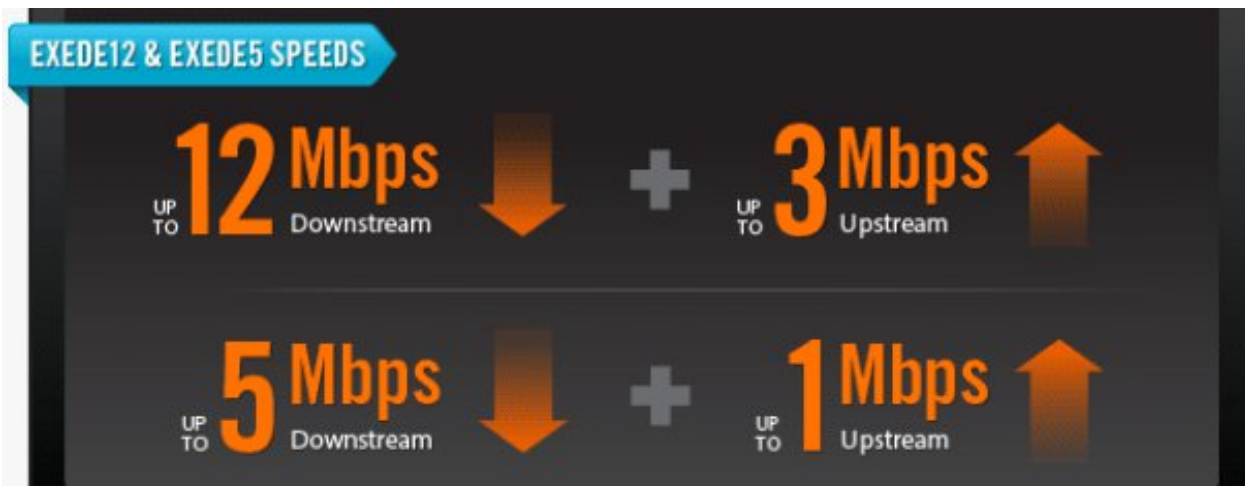 EXEDE12 & EXEDE5 SPEEDS
UP TO 12 Mbps Downstream + UP TO 3 Mbps Upstream
UP TO 5 Mbps Downstream + UP TO 1 Mbps Upstream